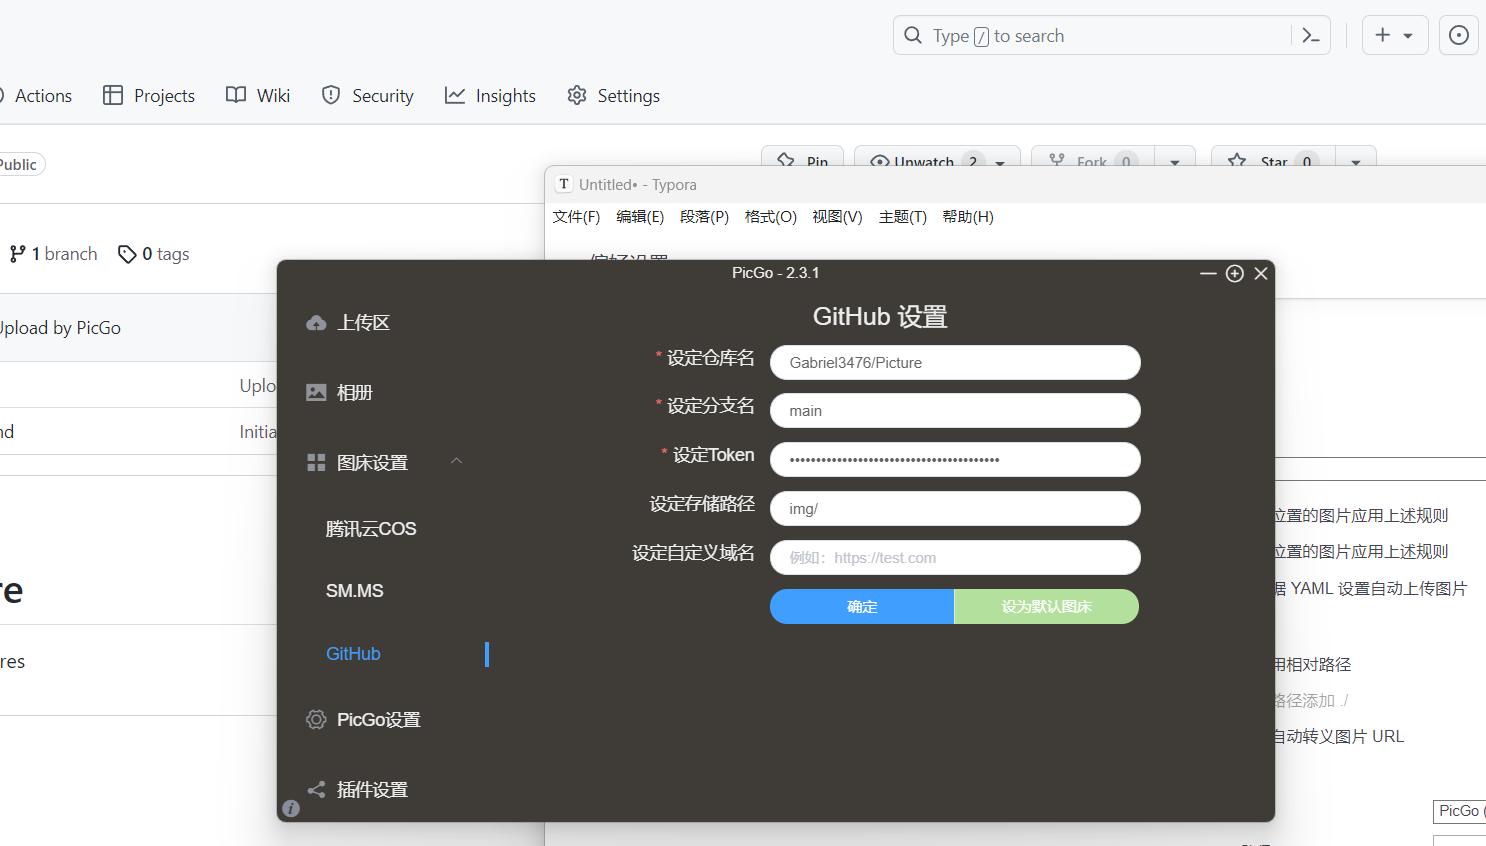 Type / to search
Actions
Projects
Wiki
Security
Insights
Settings
Public
Pin
Unwatch 2
Fork 0
Star 0
Untitled• - Typora
文件(F) 编辑(E) 段落(P) 格式(O) 视图(V) 主题(T) 帮助(H)
偏好设置
1 branch
0 tags
Upload by PicGo
Uplo
nd
Initia
re
res
PicGo - 2.3.1
上传区
相册
图床设置
腾讯云COS
SM.MS
GitHub
PicGo设置
插件设置
GitHub 设置
* 设定仓库名
Gabriel3476/Picture
* 设定分支名
main
* 设定Token
设定存储路径
img/
设定自定义域名
例如：https://test.com
确定
设为默认图床
位置的图片应用上述规则
位置的图片应用上述规则
据 YAML 设置自动上传图片
用相对路径
路径添加 ./
自动转义图片 URL
PicGo (